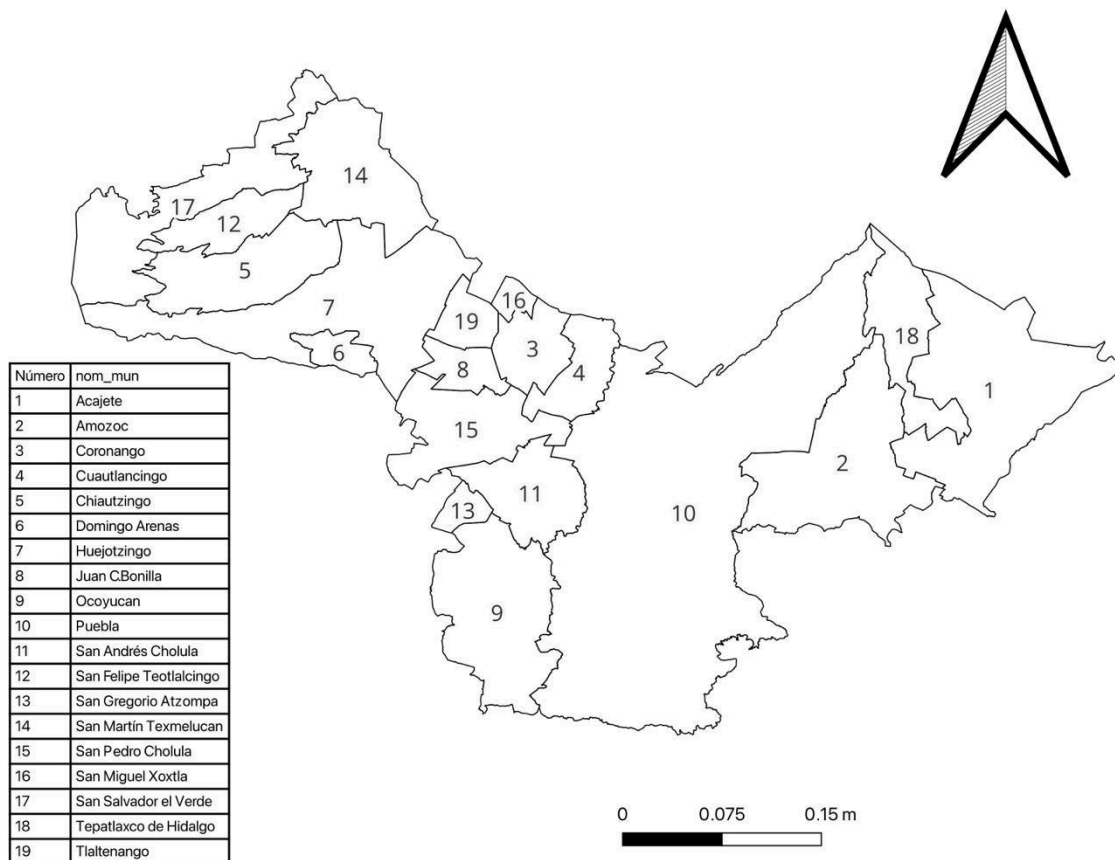 14
17
12
5
7
16
19
3
18
6
8
4
1
15
2
11
13
10
9
Número nom_mun
1 Acajete
2 Amozoc
3 Coronango
4 Cuautlancingo
5 Chiautzingo
6 Domingo Arenas
7 Huejotzingo
8 Juan C.Bonilla
9 Ocoyucan
10 Puebla
11 San Andrés Cholula
12 San Felipe Teotlalcingo
13 San Gregorio Atzompa
14 San Martín Texmelucan
15 San Pedro Cholula
16 San Miguel Xoxtla
17 San Salvador el Verde
18 Tepatlaxco de Hidalgo
19 Tlaltenango
0 0.075 0.15 m